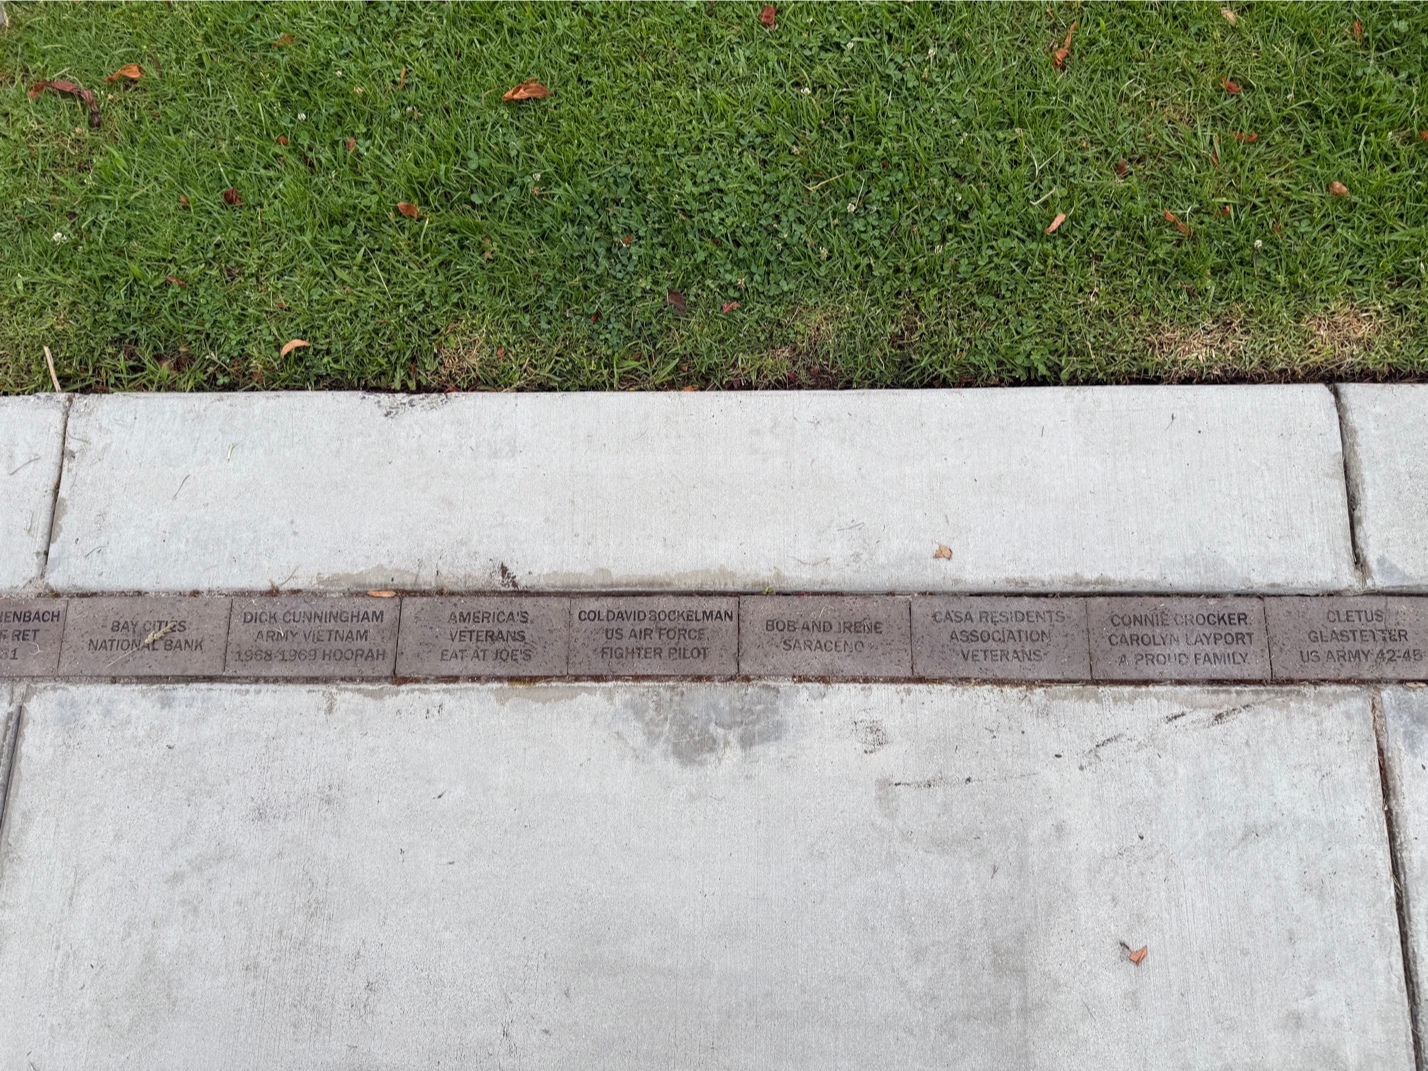 BAY CITIES
NATIONAL BANK
DICK CUNNINGHAM
ARMY VIETNAM
1968-1969 HOOPAH
AMERICA'S
VETERANS
EAT AT JOE'S
COL DAVID BOCKELMAN
US AIR FORCE
FIGHTER PILOT
BOB AND IRENE
SARACENO
CASA RESIDENTS
ASSOCIATION
VETERANS
CONNIE CROCKER
CAROLYN LAYPORT
A PROUD FAMILY
CLETUS
GLASTETTER
US ARMY 42-45